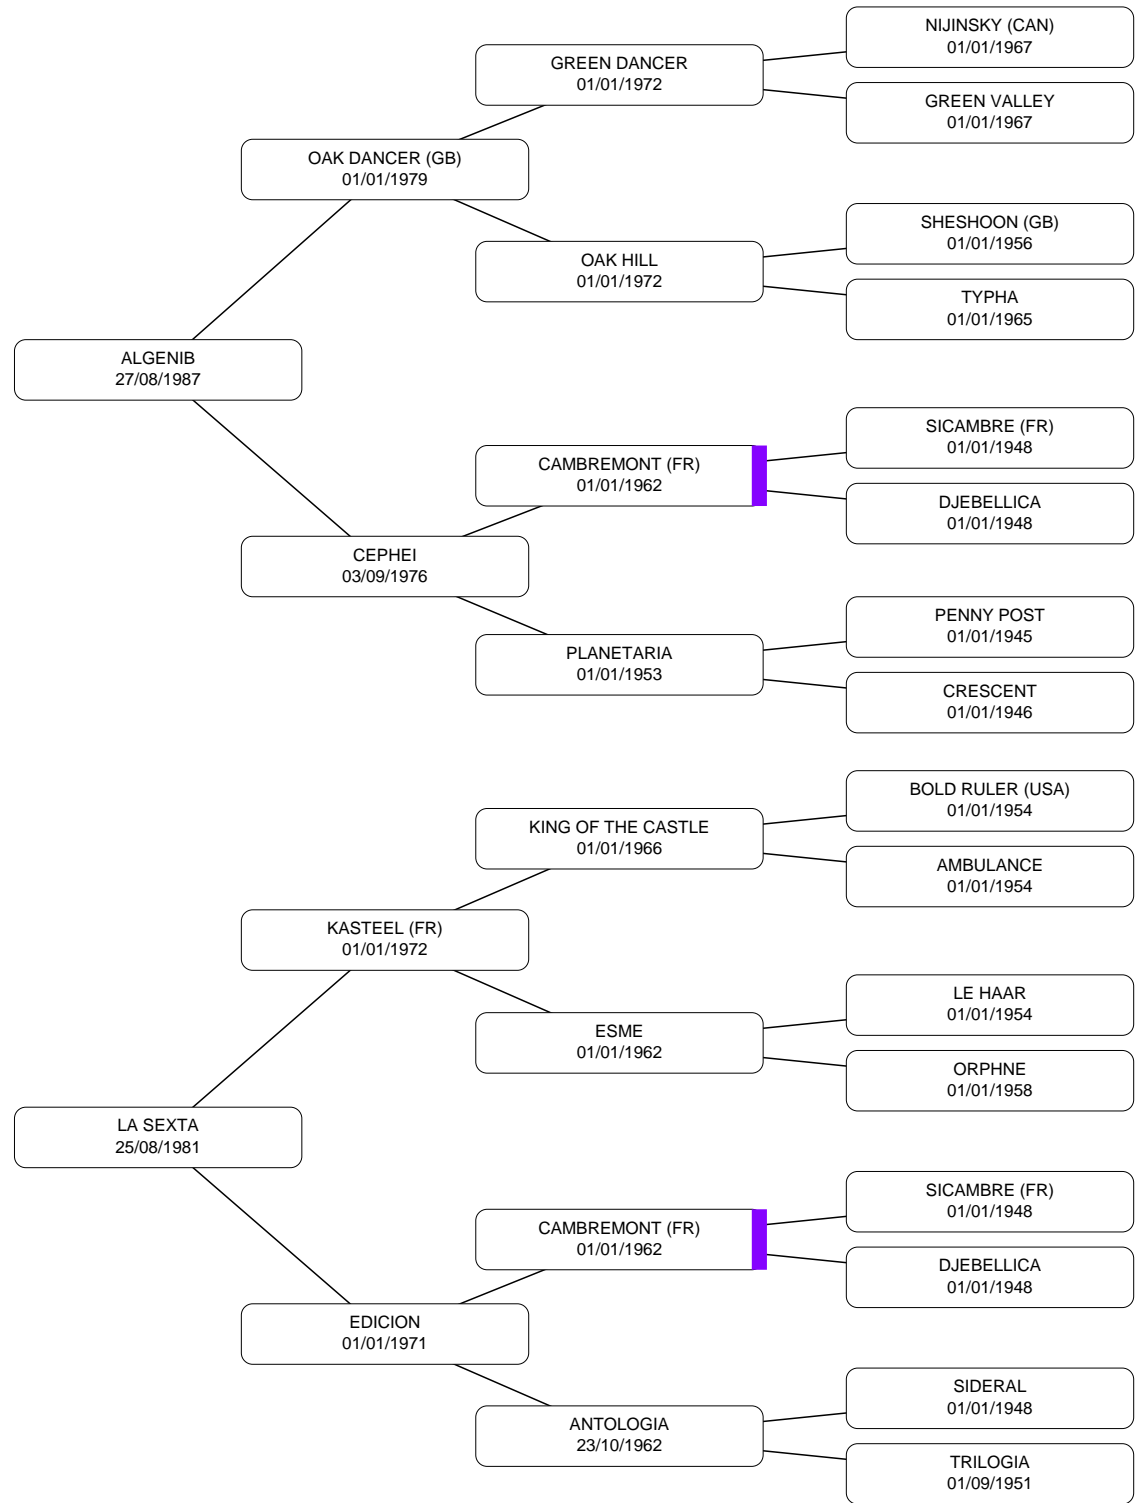 NIJINSKY (CAN)
01/01/1967
GREEN DANCER
01/01/1972
GREEN VALLEY
01/01/1967
OAK DANCER (GB)
01/01/1979
SHESHOON (GB)
01/01/1956
OAK HILL
01/01/1972
TYPHA
01/01/1965
ALGENIB
27/08/1987
SICAMBRE (FR)
01/01/1948
CAMBREMONT (FR)
01/01/1962
DJEBELLICA
01/01/1948
CEPHEI
03/09/1976
PENNY POST
01/01/1945
PLANETARIA
01/01/1953
CRESCENT
01/01/1946
BOLD RULER (USA)
01/01/1954
KING OF THE CASTLE
01/01/1966
AMBULANCE
01/01/1954
KASTEEL (FR)
01/01/1972
LE HAAR
01/01/1954
ESME
01/01/1962
ORPHNE
01/01/1958
LA SEXTA
25/08/1981
SICAMBRE (FR)
01/01/1948
CAMBREMONT (FR)
01/01/1962
DJEBELLICA
01/01/1948
EDICION
01/01/1971
SIDERAL
01/01/1948
ANTOLOGIA
23/10/1962
TRILOGIA
01/09/1951